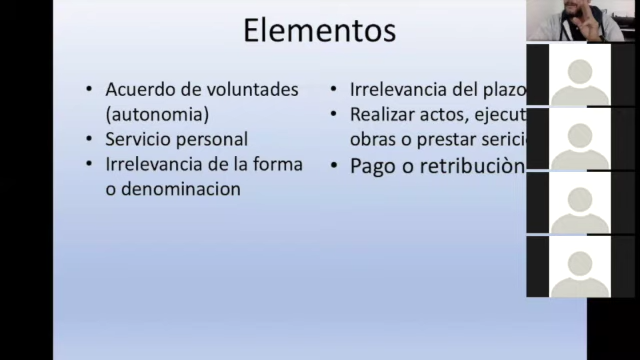 Elementos
• Acuerdo de voluntades
(autonomia)
• Servicio personal
• Irrelevancia de la forma
o denominacion
• Irrelevancia del plazo
• Realizar actos, ejecut
obras o prestar serici
• Pago o retribuciòn